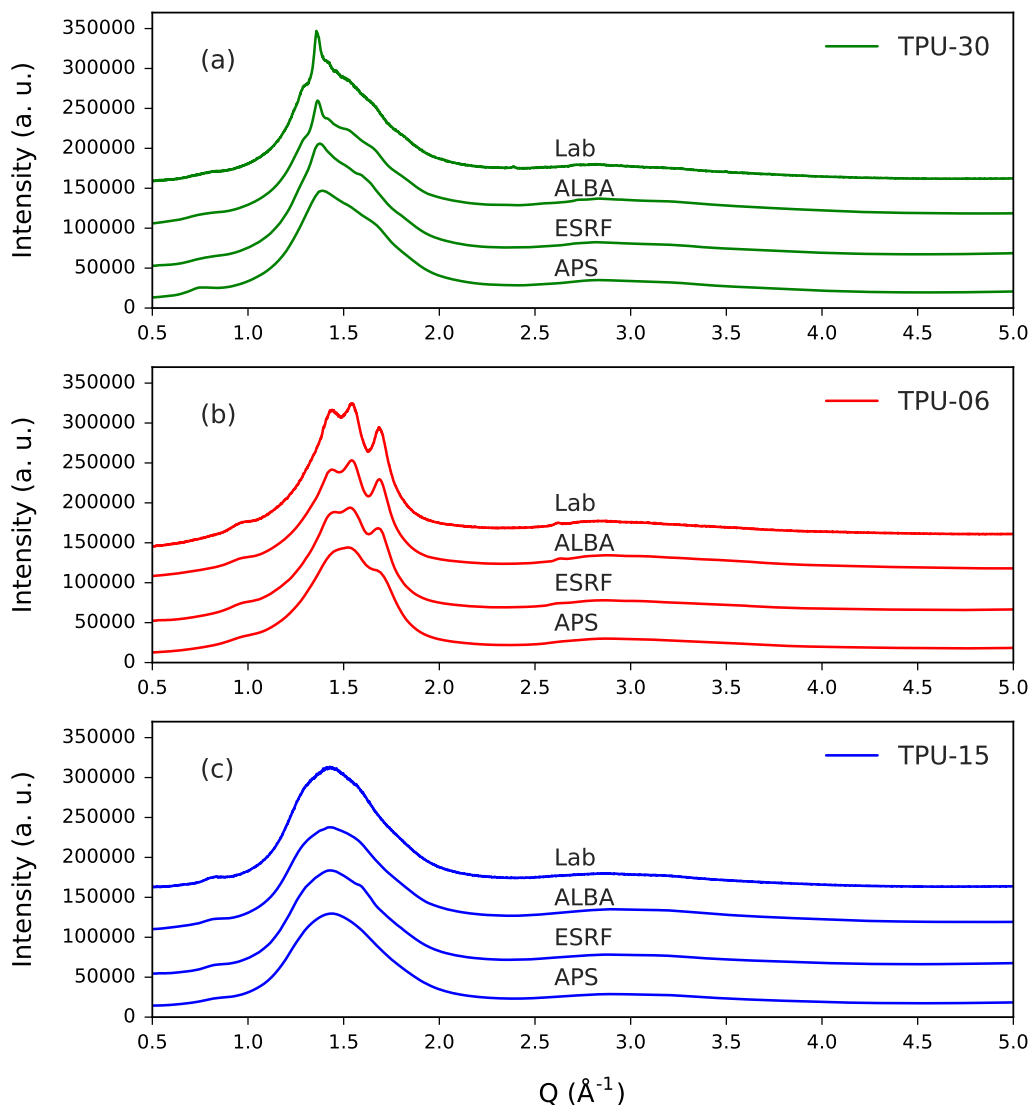 350000
(a)
TPU-30
300000
250000
200000
Lab
150000
ALBA
100000
ESRF
50000
APS
0
Intensity (a. u.)
0.5 1.0 1.5 2.0 2.5 3.0 3.5 4.0 4.5 5.0
350000
(b)
TPU-06
300000
250000
200000
Lab
150000
ALBA
100000
ESRF
50000
APS
0
Intensity (a. u.)
0.5 1.0 1.5 2.0 2.5 3.0 3.5 4.0 4.5 5.0
350000
(c)
TPU-15
300000
250000
200000
Lab
150000
ALBA
100000
ESRF
50000
APS
0
Intensity (a. u.)
0.5 1.0 1.5 2.0 2.5 3.0 3.5 4.0 4.5 5.0
Q (Å⁻¹)